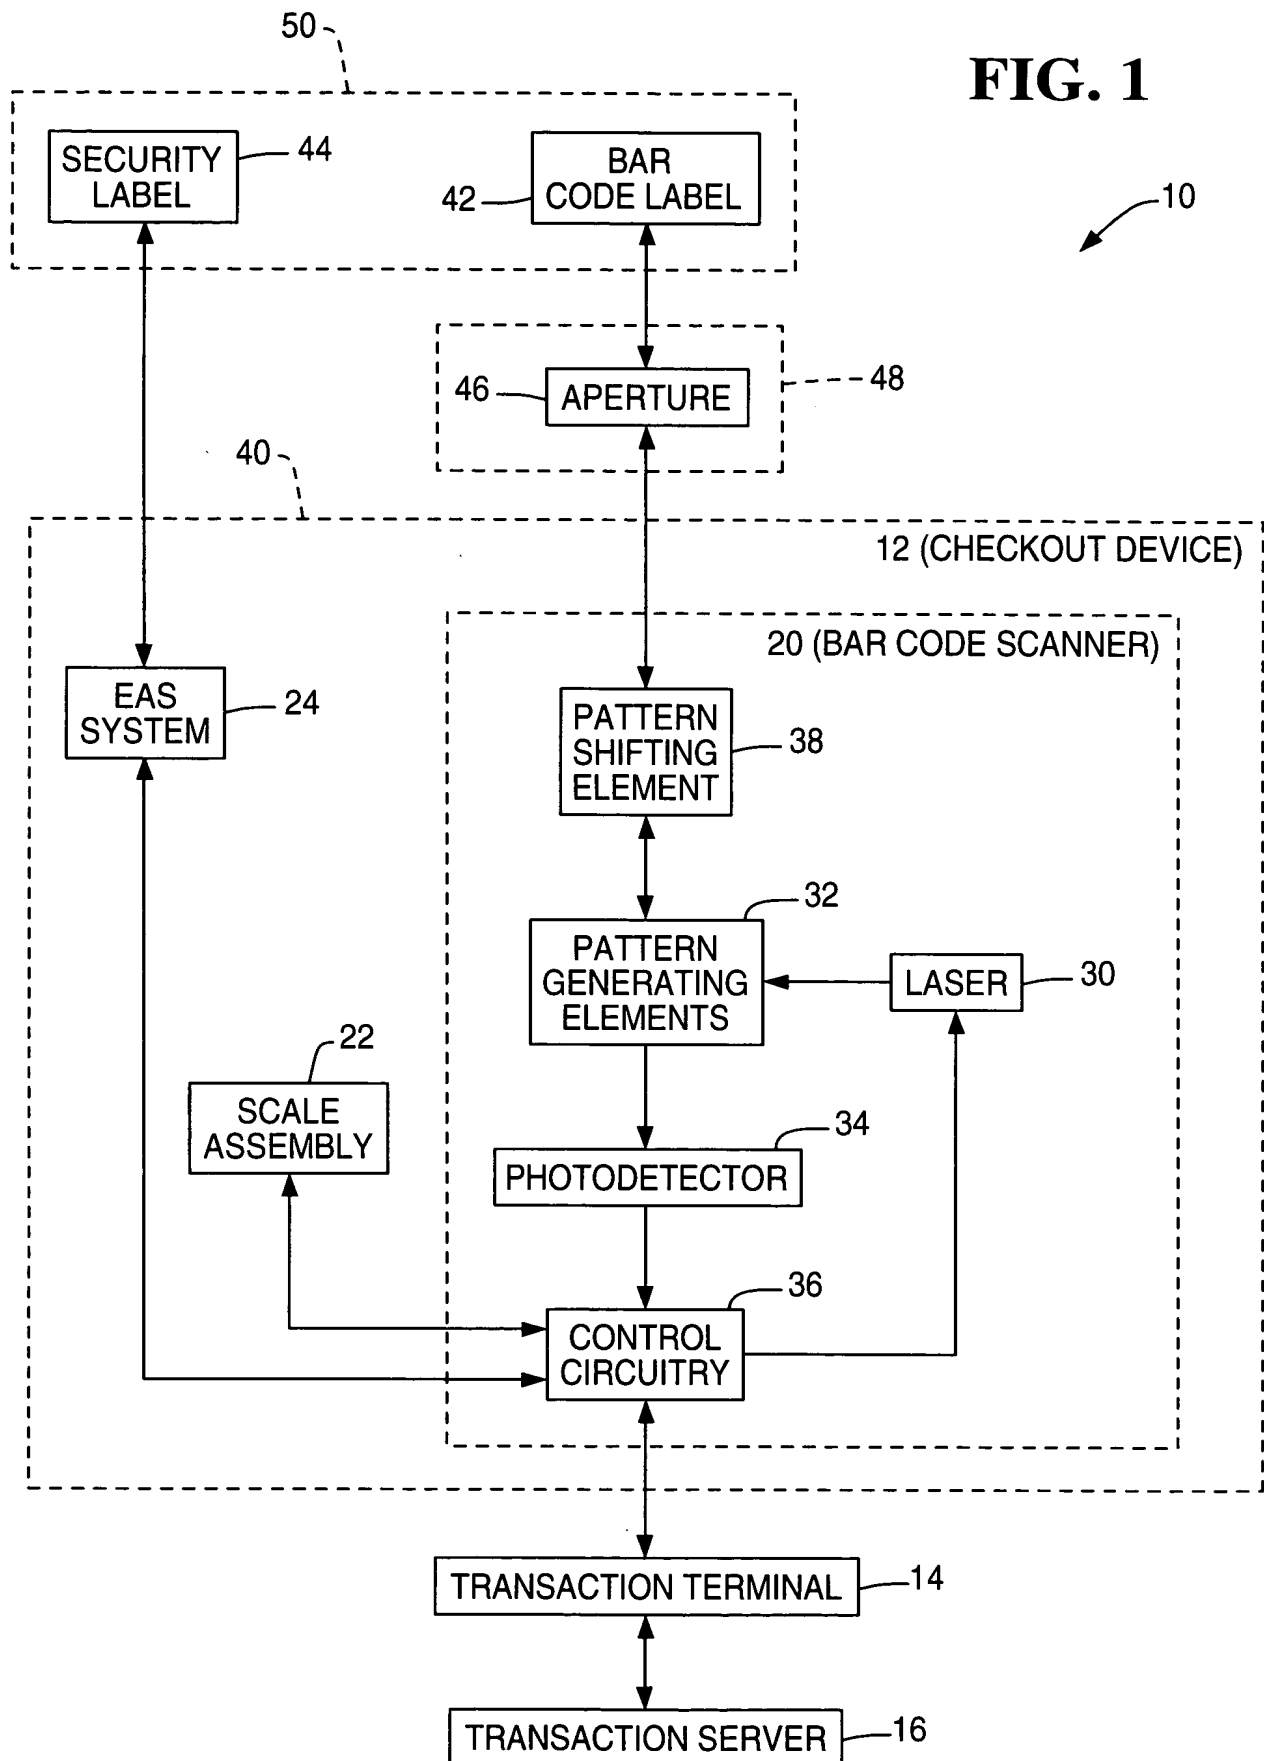 50
FIG. 1
SECURITY
LABEL
44
BAR
CODE LABEL
42
10
46
APERTURE
48
40
12 (CHECKOUT DEVICE)
20 (BAR CODE SCANNER)
EAS
SYSTEM
24
PATTERN
SHIFTING
ELEMENT
38
32
PATTERN
GENERATING
ELEMENTS
LASER
30
22
SCALE
ASSEMBLY
34
PHOTODETECTOR
36
CONTROL
CIRCUITRY
TRANSACTION TERMINAL
14
TRANSACTION SERVER
16